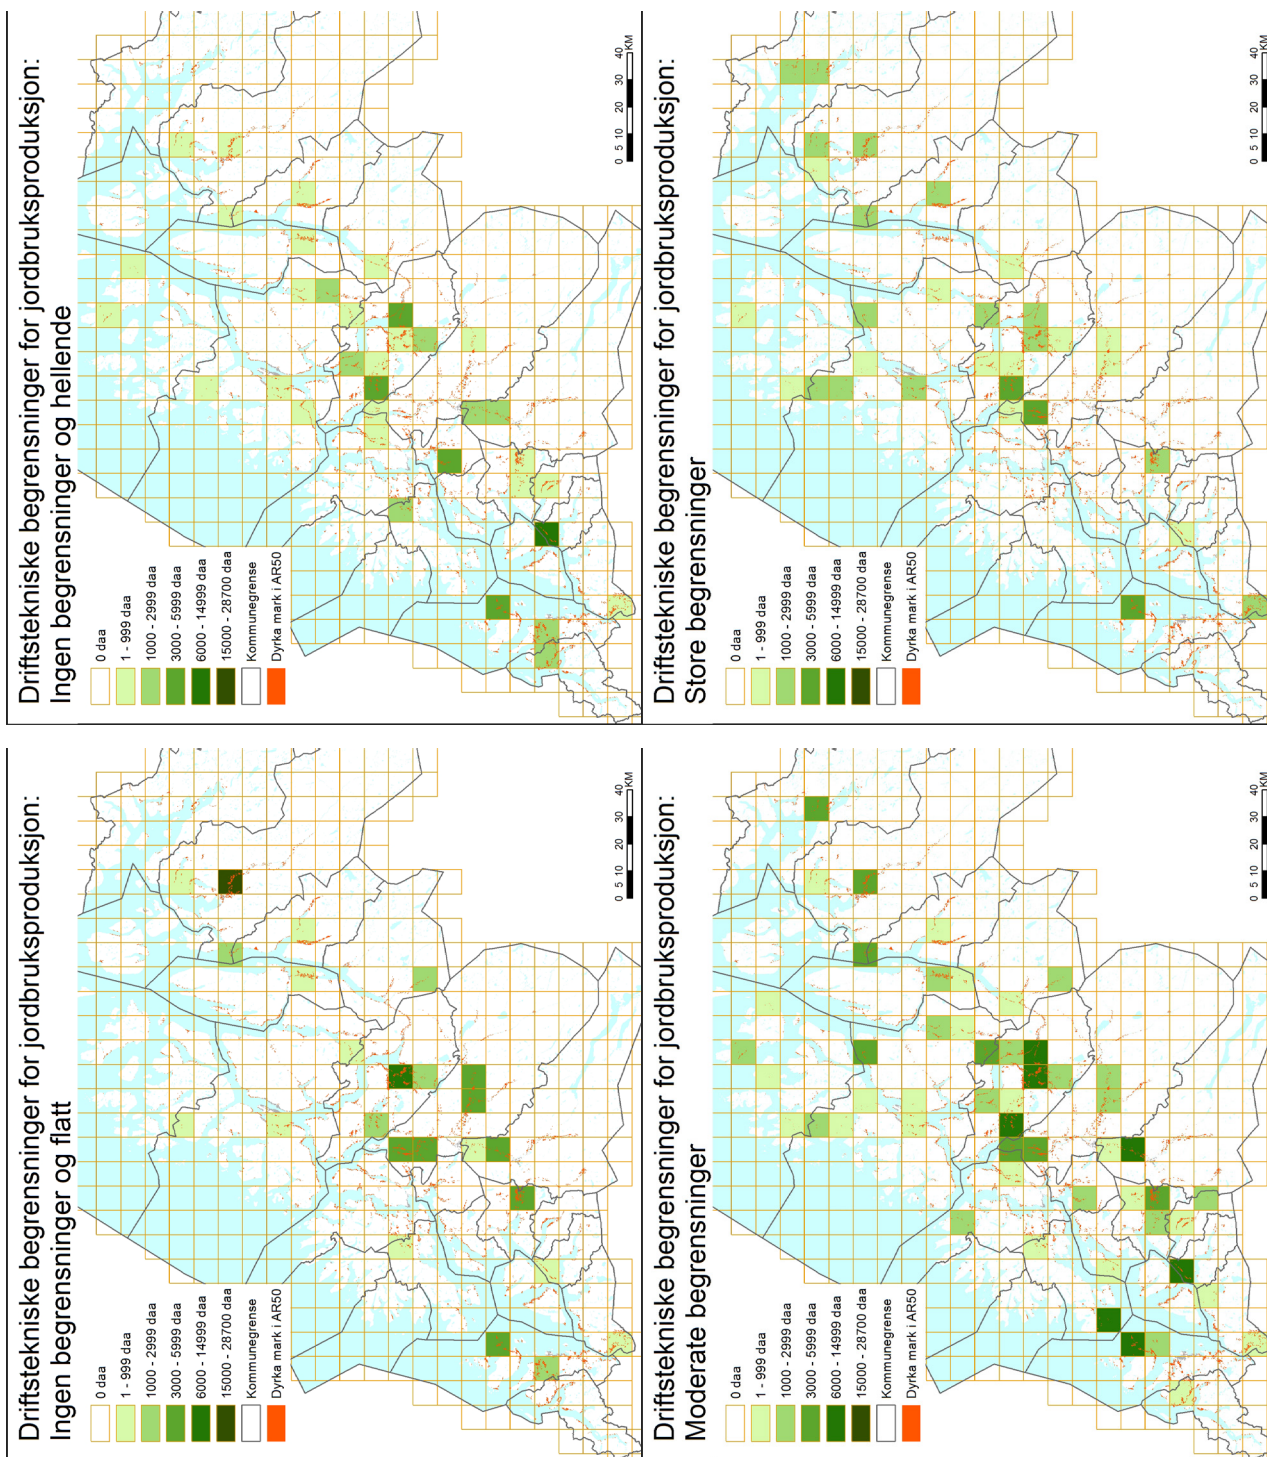 Driftstekniske begrensninger for jordbruksproduksjon:
Ingen begrensninger og flatt
0 daa
1 - 999 daa
1000 - 2999 daa
3000 - 5999 daa
6000 - 14999 daa
15000 - 28700 daa
Kommunegrense
Dyrka mark i AR50
0 5 10 20 30 40
KM
Driftstekniske begrensninger for jordbruksproduksjon:
Ingen begrensninger og hellende
0 daa
1 - 999 daa
1000 - 2999 daa
3000 - 5999 daa
6000 - 14999 daa
15000 - 28700 daa
Kommunegrense
Dyrka mark i AR50
0 5 10 20 30 40
KM
Driftstekniske begrensninger for jordbruksproduksjon:
Moderate begrensninger
0 daa
1 - 999 daa
1000 - 2999 daa
3000 - 5999 daa
6000 - 14999 daa
15000 - 28700 daa
Kommunegrense
Dyrka mark i AR50
0 5 10 20 30 40
KM
Driftstekniske begrensninger for jordbruksproduksjon:
Store begrensninger
0 daa
1 - 999 daa
1000 - 2999 daa
3000 - 5999 daa
6000 - 14999 daa
15000 - 28700 daa
Kommunegrense
Dyrka mark i AR50
0 5 10 20 30 40
KM